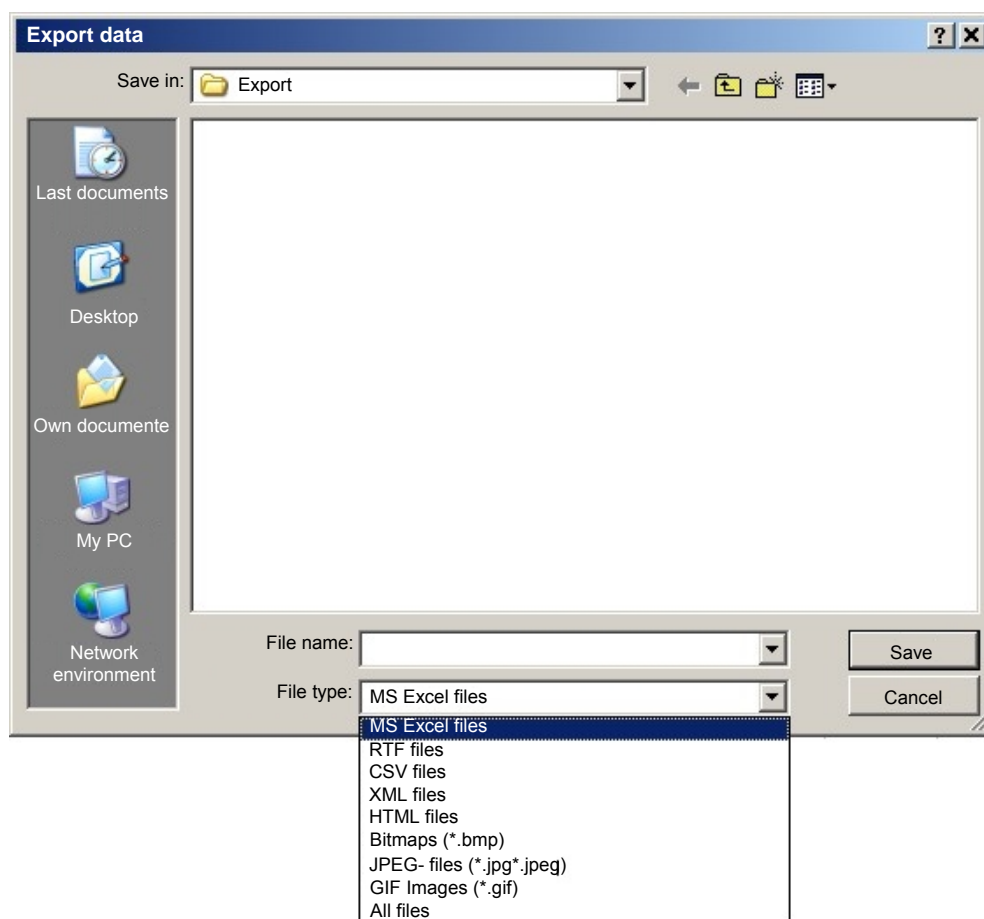 Export data
Save in: Export
Last documents
Desktop
Own documente
My PC
Network
environment
File name:
Save
File type: MS Excel files
Cancel
MS Excel files
RTF files
CSV files
XML files
HTML files
Bitmaps (*.bmp)
JPEG- files (*.jpg*.jpeg)
GIF Images (*.gif)
All files